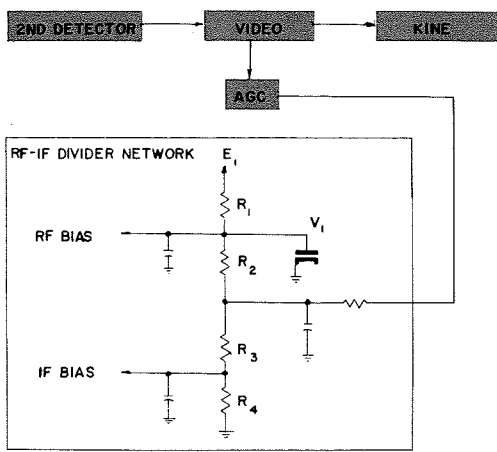 2ND DETECTOR
VIDEO
KINE
AGC
RF-IF DIVIDER NETWORK
E1
R1
RF BIAS
V1
R2
R3
IF BIAS
R4